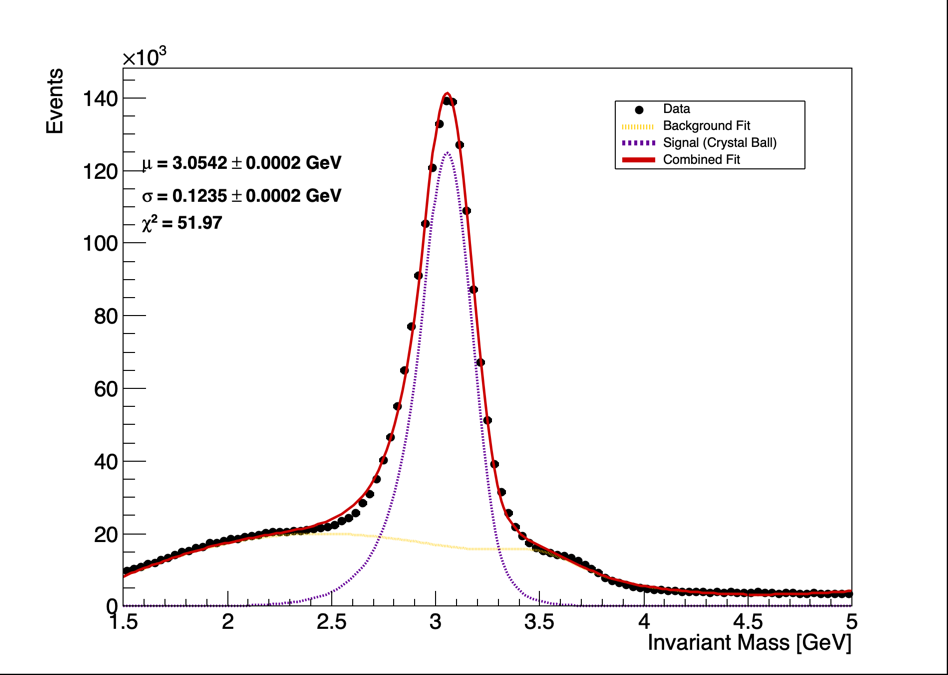 ×10³
Events
140
120
100
80
60
40
20
0
μ = 3.0542 ± 0.0002 GeV
σ = 0.1235 ± 0.0002 GeV
χ² = 51.97
Data
Background Fit
Signal (Crystal Ball)
Combined Fit
1.5 2 2.5 3 3.5 4 4.5 5
Invariant Mass [GeV]